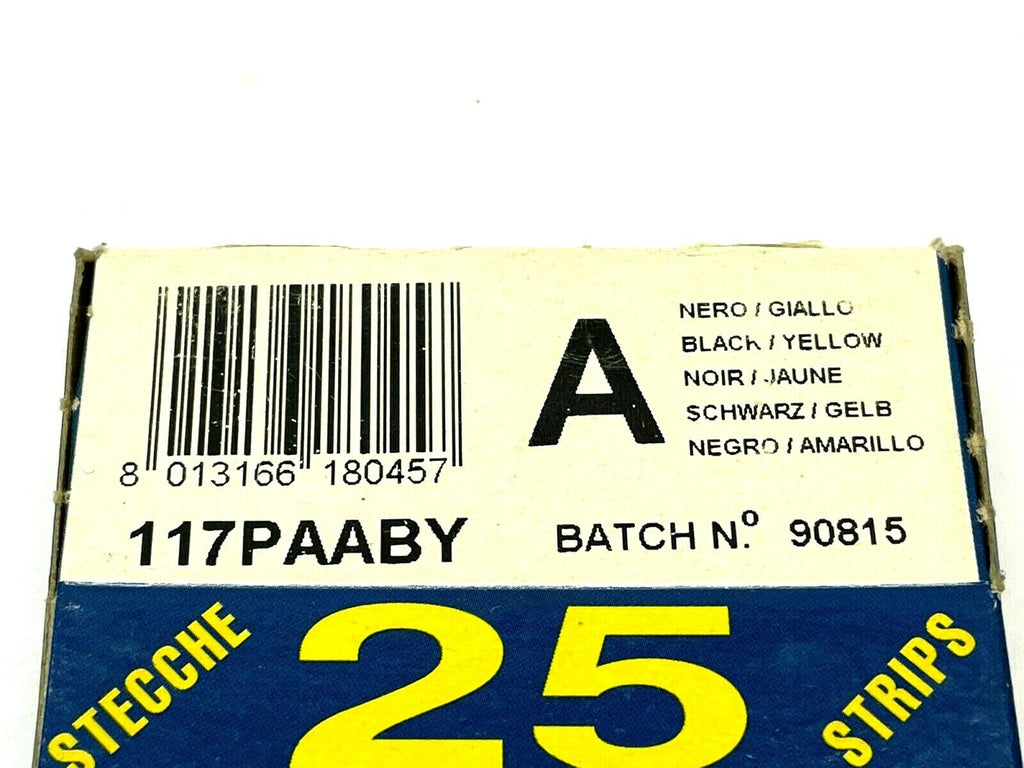 8 013166 180457
117PAABY
A
NERO / GIALLO
BLACK / YELLOW
NOIR / JAUNE
SCHWARZ / GELB
NEGRO / AMARILLO
BATCH N.º 90815
STECCHE
25
STRIPS